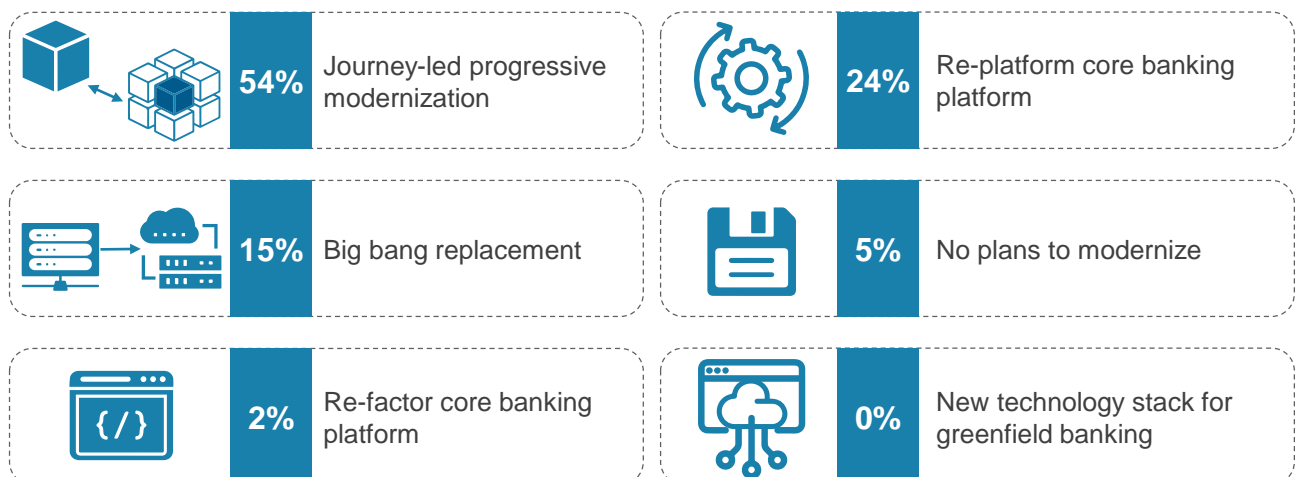 54%
Journey-led progressive
modernization
24%
Re-platform core banking
platform
15%
Big bang replacement
5%
No plans to modernize
{/}
2%
Re-factor core banking
platform
0%
New technology stack for
greenfield banking